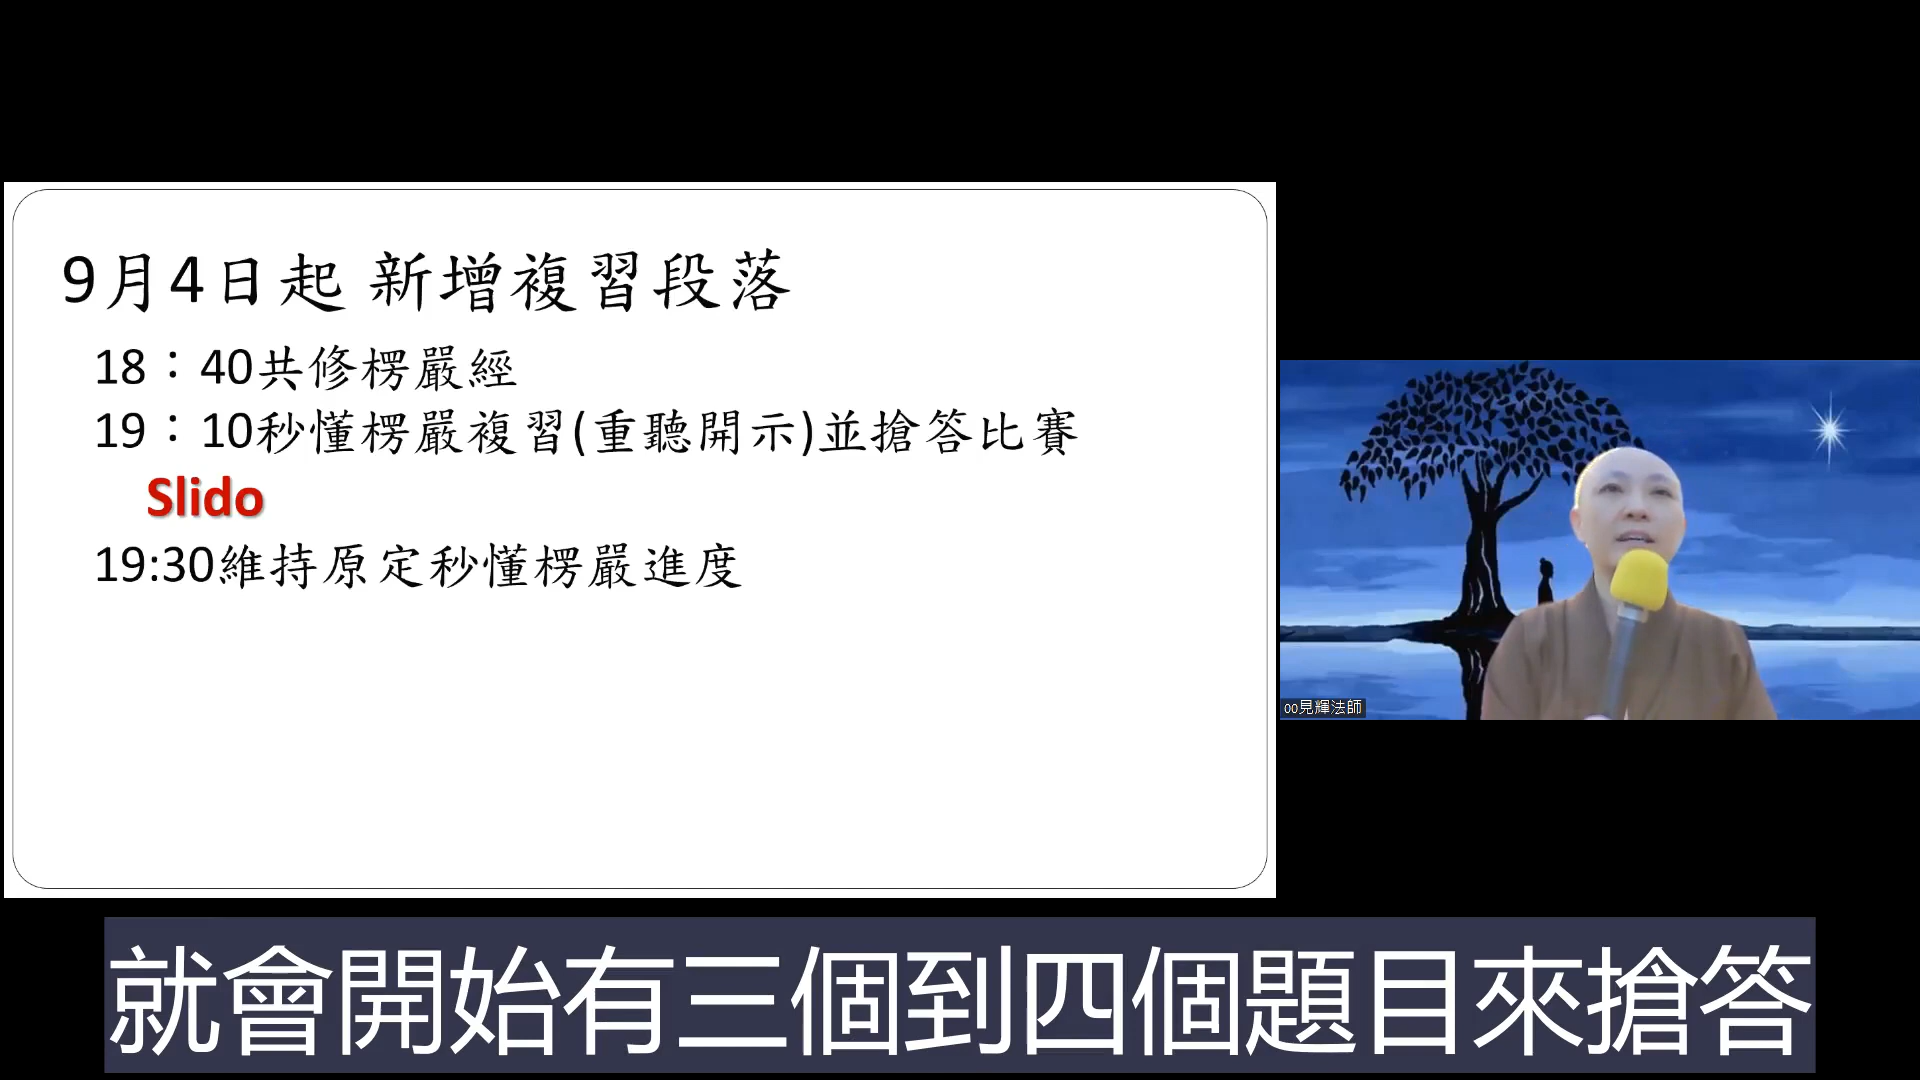 9月4日起 新增複習段落
18：40共修楞嚴經
19：10秒懂楞嚴複習(重聽開示)並搶答比賽
Slido
19:30維持原定秒懂楞嚴進度
oo見輝法師
就會開始有三個到四個題目來搶答